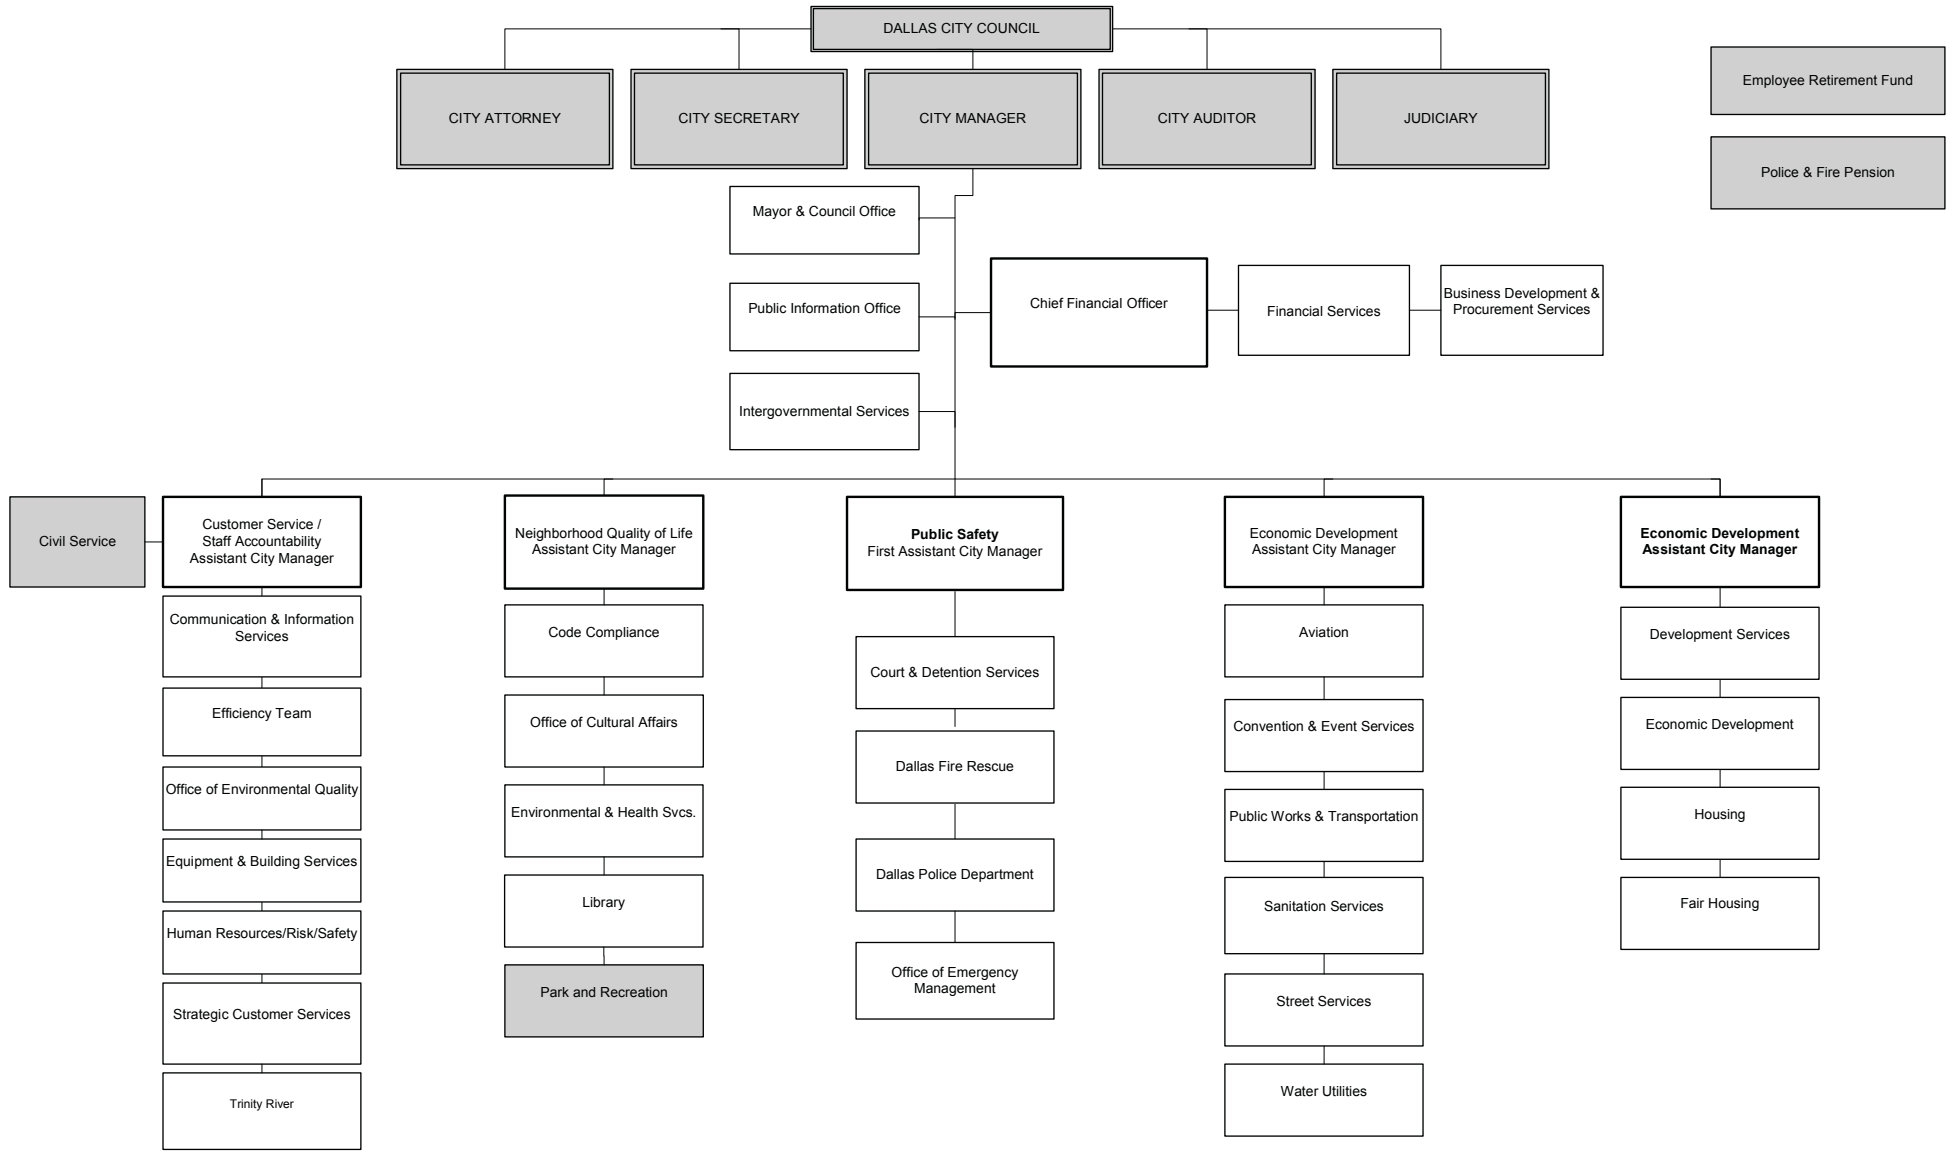 DALLAS CITY COUNCIL
CITY ATTORNEY
CITY SECRETARY
CITY MANAGER
CITY AUDITOR
JUDICIARY
Employee Retirement Fund
Police & Fire Pension
Mayor & Council Office
Public Information Office
Intergovernmental Services
Chief Financial Officer
Financial Services
Business Development &
Procurement Services
Civil Service
Customer Service /
Staff Accountability
Assistant City Manager
Communication & Information
Services
Efficiency Team
Office of Environmental Quality
Equipment & Building Services
Human Resources/Risk/Safety
Strategic Customer Services
Trinity River
Neighborhood Quality of Life
Assistant City Manager
Code Compliance
Office of Cultural Affairs
Environmental & Health Svcs.
Library
Park and Recreation
Public Safety
First Assistant City Manager
Court & Detention Services
Dallas Fire Rescue
Dallas Police Department
Office of Emergency
Management
Economic Development
Assistant City Manager
Aviation
Convention & Event Services
Public Works & Transportation
Sanitation Services
Street Services
Water Utilities
Economic Development
Assistant City Manager
Development Services
Economic Development
Housing
Fair Housing